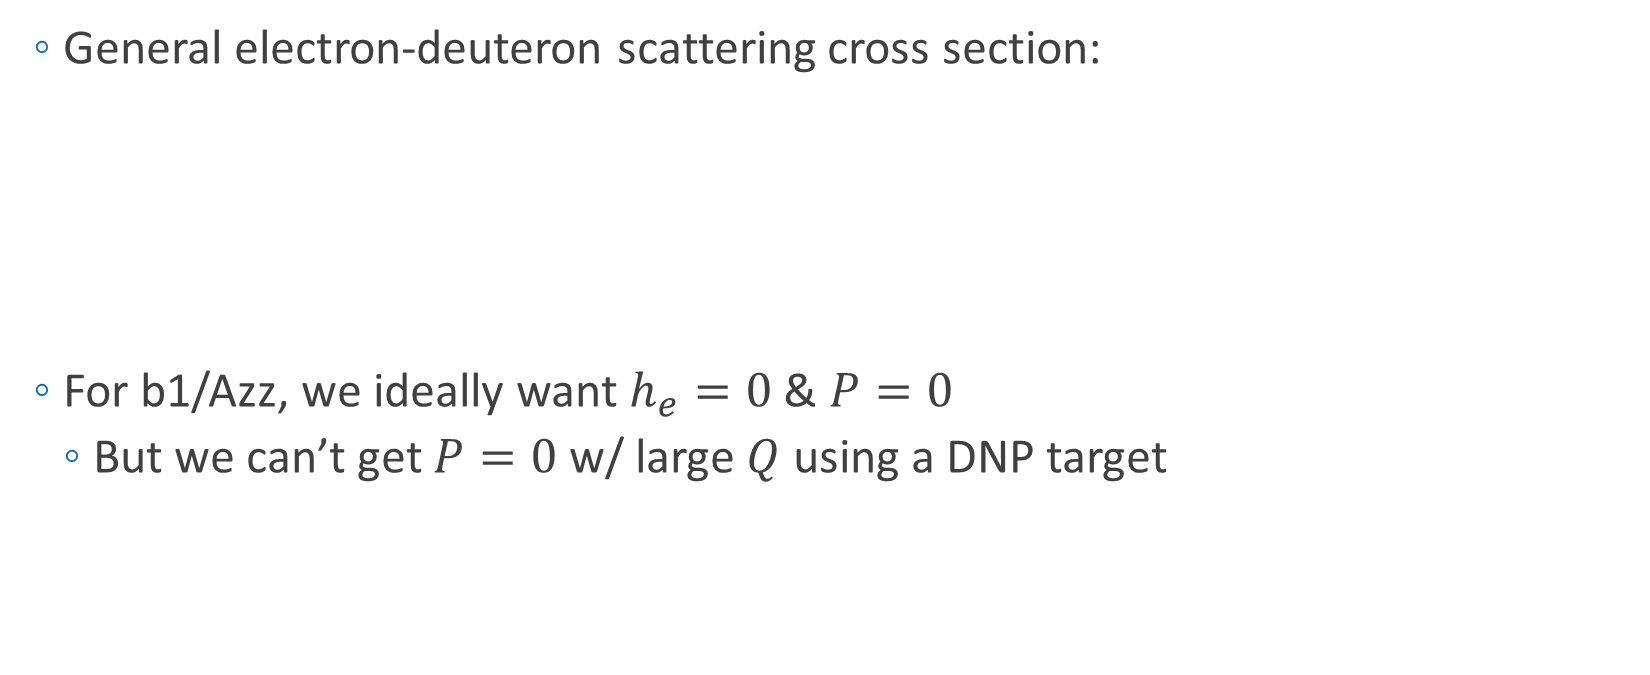 ◦ General electron-deuteron scattering cross section:
◦ For b1/Azz, we ideally want $h_e = 0$ & $P = 0$
◦ But we can’t get $P = 0$ w/ large $Q$ using a DNP target